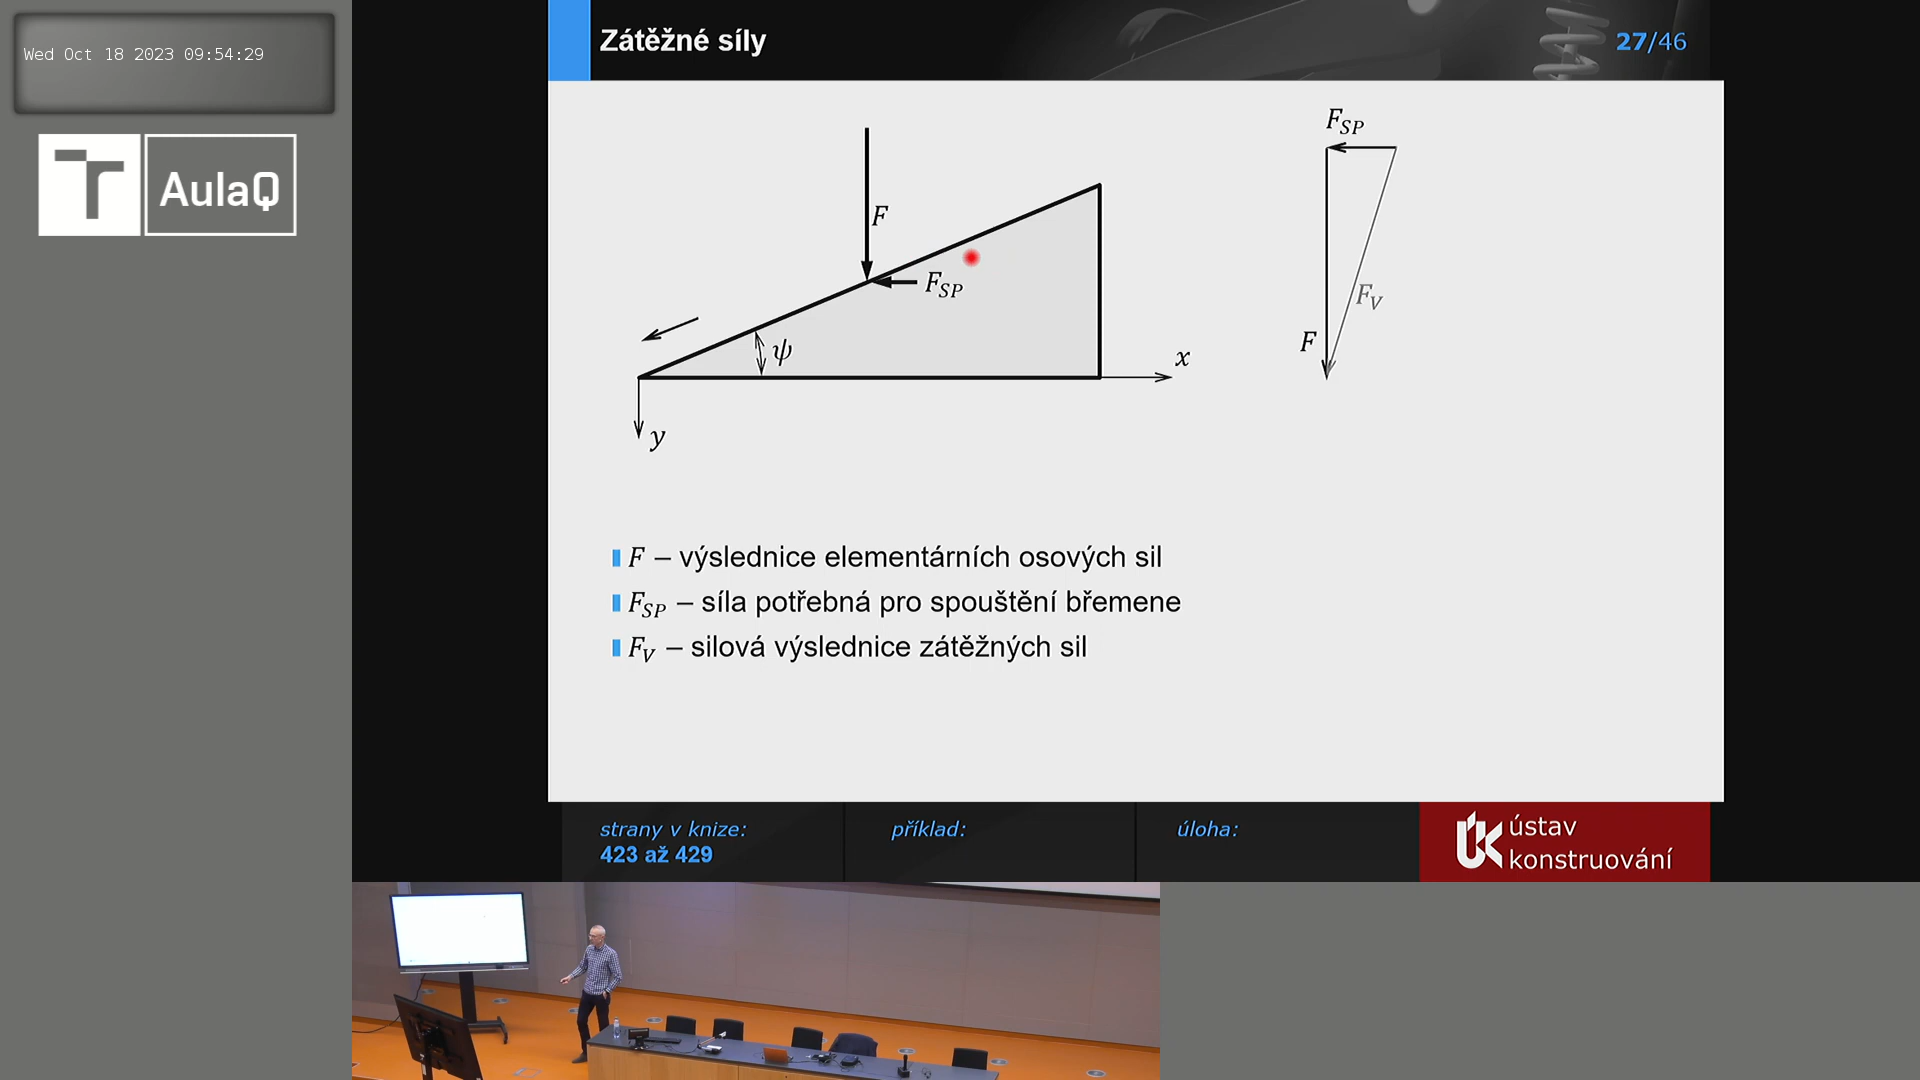 Wed Oct 18 2023 09:54:29
AulaQ
Zátěžné síly
27/46
F
F_SP
ψ
x
y
F_SP
F_V
F
F – výslednice elementárních osových sil
F_SP – síla potřebná pro spouštění břemene
F_V – silová výslednice zátěžných sil
strany v knize:
423 až 429
příklad:
úloha:
ÚK ústav
konstruování